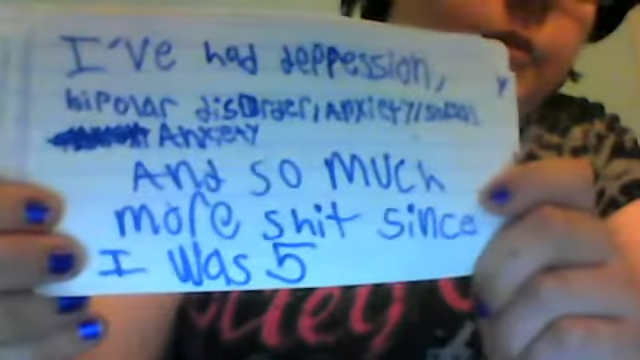 I've had deppession,
bipolar disorder, Anxiety/social
Anxiety
And so much
more shit since
I was 5